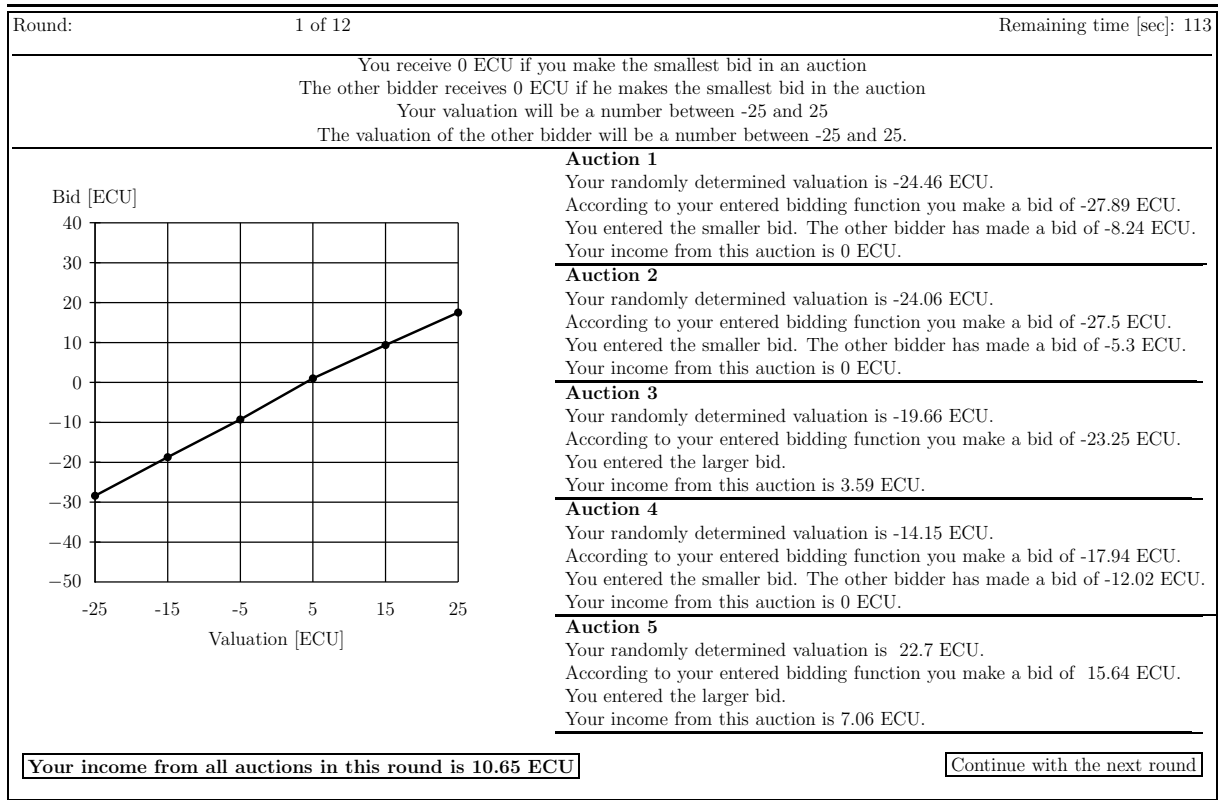 Round: 1 of 12 Remaining time [sec]: 113
You receive 0 ECU if you make the smallest bid in an auction
The other bidder receives 0 ECU if he makes the smallest bid in the auction
Your valuation will be a number between -25 and 25
The valuation of the other bidder will be a number between -25 and 25.
Bid [ECU]
40
30
20
10
0
−10
−20
−30
−40
−50
-25 -15 -5 5 15 25
Valuation [ECU]
Auction 1
Your randomly determined valuation is -24.46 ECU.
According to your entered bidding function you make a bid of -27.89 ECU.
You entered the smaller bid. The other bidder has made a bid of -8.24 ECU.
Your income from this auction is 0 ECU.
Auction 2
Your randomly determined valuation is -24.06 ECU.
According to your entered bidding function you make a bid of -27.5 ECU.
You entered the smaller bid. The other bidder has made a bid of -5.3 ECU.
Your income from this auction is 0 ECU.
Auction 3
Your randomly determined valuation is -19.66 ECU.
According to your entered bidding function you make a bid of -23.25 ECU.
You entered the larger bid.
Your income from this auction is 3.59 ECU.
Auction 4
Your randomly determined valuation is -14.15 ECU.
According to your entered bidding function you make a bid of -17.94 ECU.
You entered the smaller bid. The other bidder has made a bid of -12.02 ECU.
Your income from this auction is 0 ECU.
Auction 5
Your randomly determined valuation is 22.7 ECU.
According to your entered bidding function you make a bid of 15.64 ECU.
You entered the larger bid.
Your income from this auction is 7.06 ECU.
Your income from all auctions in this round is 10.65 ECU
Continue with the next round